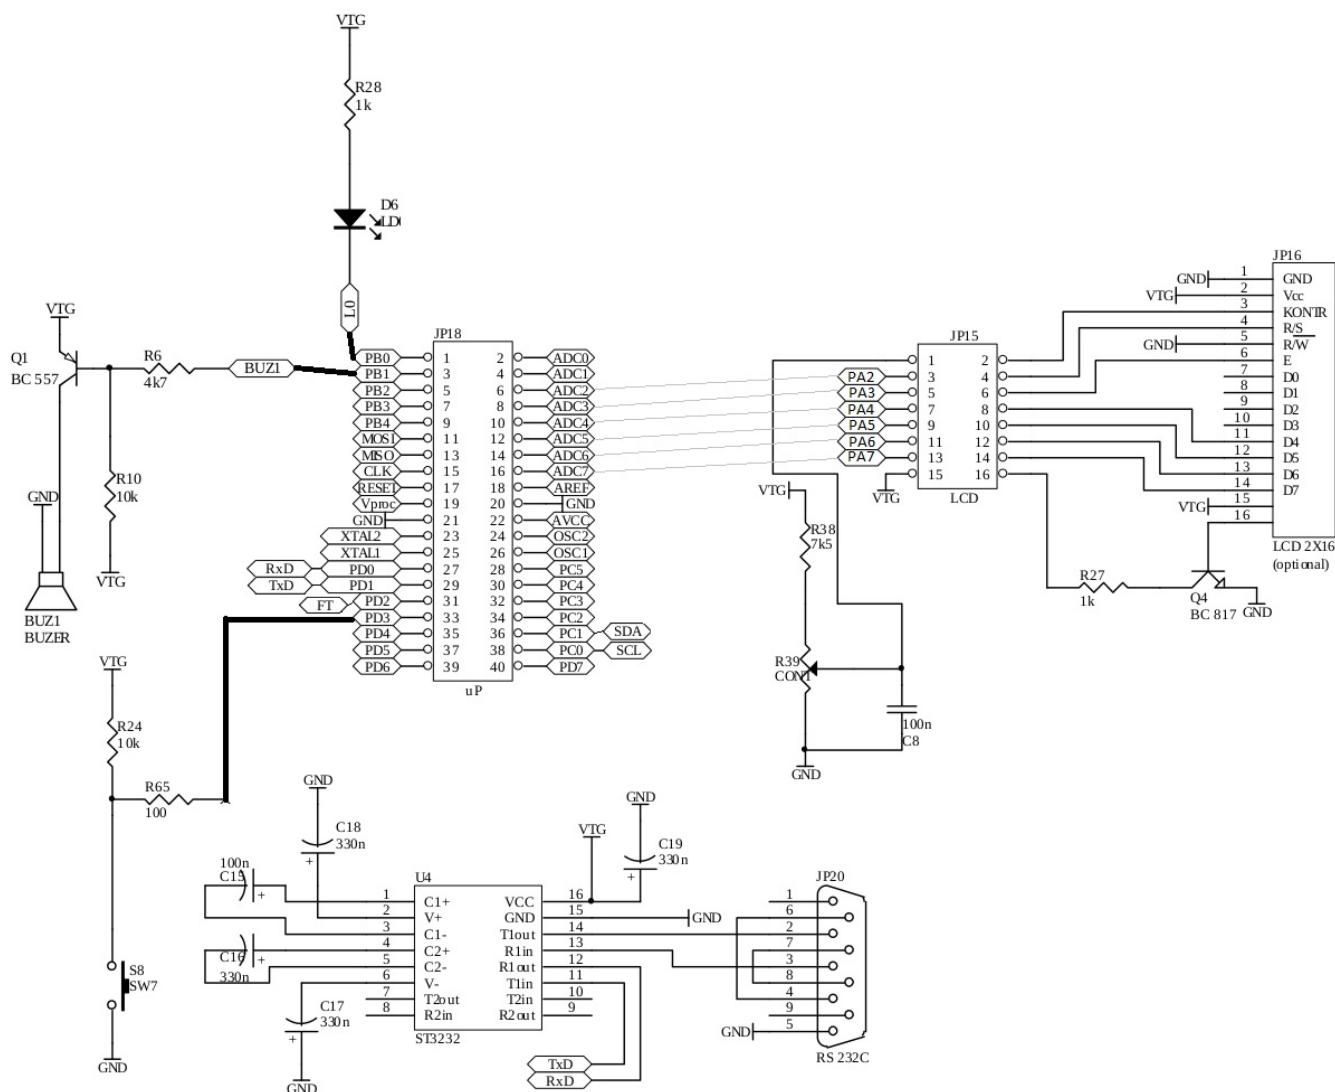 VTG
R28
1k
D6
LD
L0
VTG
Q1
BC 557
R6
4k7
BUZ1
R10
10k
GND
VTG
BUZ1
BUZER
JP18
PB0 1 2 ADC0
PB1 3 4 ADC1
PB2 5 6 ADC2
PB3 7 8 ADC3
PB4 9 10 ADC4
MOSI 11 12 ADC5
MISO 13 14 ADC6
CLK 15 16 ADC7
RESET 17 18 AREF
Vproc 19 20 GND
GND 21 22 AVCC
XTAL2 23 24 OSC2
XTAL1 25 26 OSC1
RxD PD0 27 28 PC5
TxD PD1 29 30 PC4
FT PD2 31 32 PC3
PD3 33 34 PC2
PD4 35 36 PC1 SDA
PD5 37 38 PC0 SCL
PD6 39 40 PD7
uP
JP15
1 2
PA2 3 4
PA3 5 6
PA4 7 8
PA5 9 10
PA6 11 12
PA7 13 14
15 16
VTG
LCD
JP16
GND 1 GND
VTG 2 Vcc
3 KONTR
4 R/S
GND 5 R/W
6 E
7 D0
8 D1
9 D2
10 D3
11 D4
12 D5
13 D6
14 D7
VTG 15
16
LCD 2X16
(optional)
R27
1k
Q4
BC 817
GND
VTG
R38
7k5
R39
CONT
100n
C8
GND
VTG
R24
10k
R65
100
S8
SW7
GND
GND
C18
330n
+
100n
C15
+
C16
330n
+
C17
330n
+
GND
U4
1 C1+ VCC 16
2 V+ GND 15 GND
3 C1- T1out 14
4 C2+ R1in 13
5 C2- R1out 12
6 V- T1in 11
7 T2out T2in 10
8 R2in R2out 9
ST3232
VTG
GND
C19
330n
+
TxD
RxD
JP20
1
6
2
7
3
8
4
9
GND 5
RS 232C